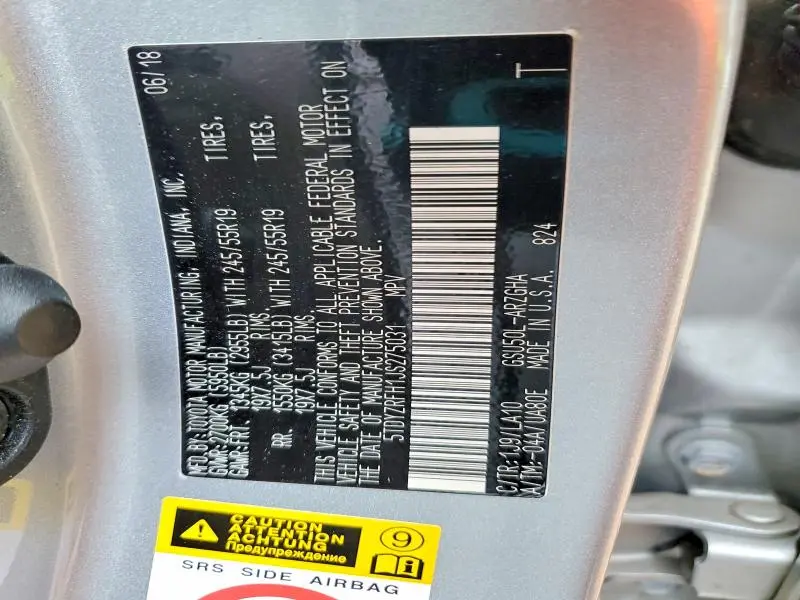 MFD.BY: TOYOTA MOTOR MANUFACTURING, INDIANA, INC. 06/18
GVWR: 2700KG (5950LB)
GAWR: FRT. 1345KG (2955LB) WITH 245/55R19 TIRES,
19X7.5J RIMS.
RR. 1550KG (3415LB) WITH 245/55R19 TIRES,
19X7.5J RIMS.
THIS VEHICLE CONFORMS TO ALL APPLICABLE FEDERAL MOTOR
VEHICLE SAFETY AND THEFT PREVENTION STANDARDS IN EFFECT ON
THE DATE OF MANUFACTURE SHOWN ABOVE.
5TDYZRFH1JS275031 MPV
C/TR: 1J9/LA10 GSU50L-ARZGHA T
A/TM: -04A/UA80E MADE IN U.S.A. 824
CAUTION
ATTENTION
ACHTUNG
Предупреждение
9
i
SRS SIDE AIRBAG